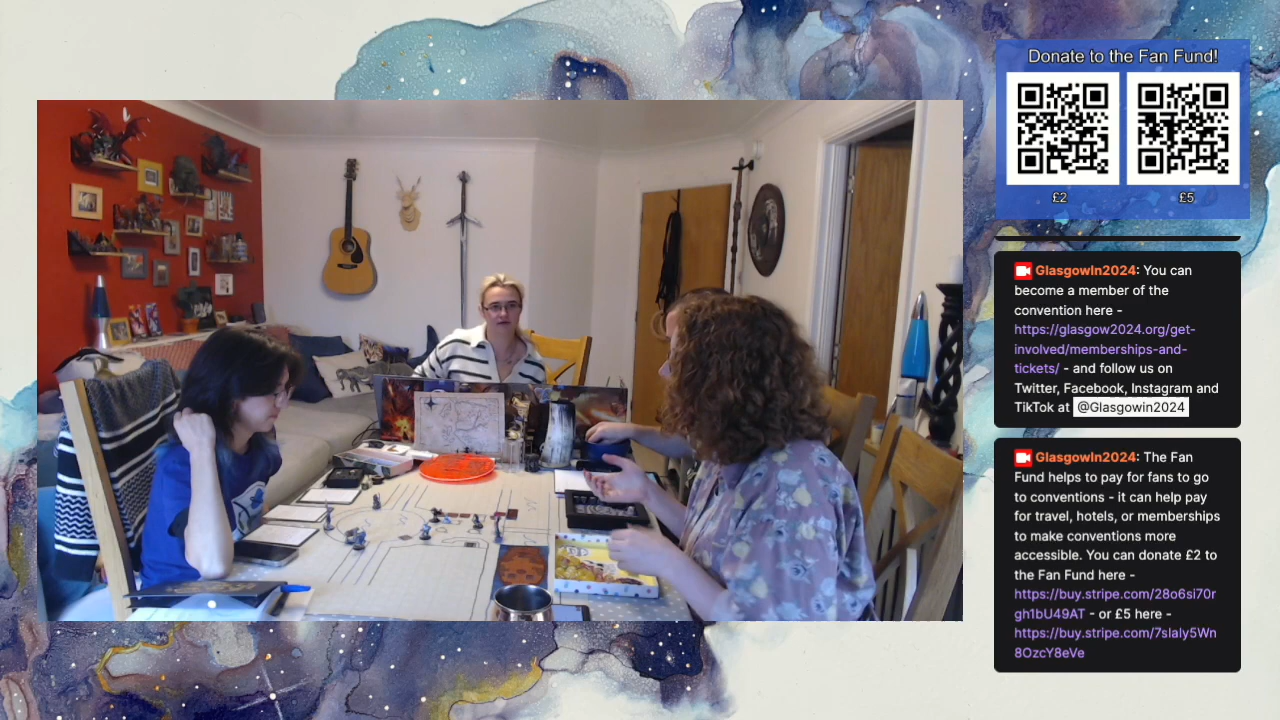 Donate to the Fan Fund!
£2
£5
GlasgowIn2024: You can
become a member of the
convention here -
https://glasgow2024.org/get-
involved/memberships-and-
tickets/ - and follow us on
Twitter, Facebook, Instagram and
TikTok at @Glasgowin2024
GlasgowIn2024: The Fan
Fund helps to pay for fans to go
to conventions - it can help pay
for travel, hotels, or memberships
to make conventions more
accessible. You can donate £2 to
the Fan Fund here -
https://buy.stripe.com/28o6si70r
gh1bU49AT - or £5 here -
https://buy.stripe.com/7sIaIy5Wn
8OzcY8eVe